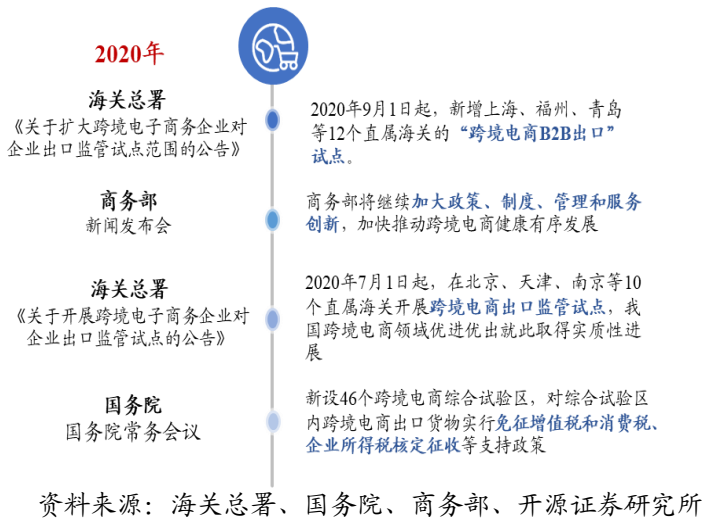 2020年
海关总署
《关于扩大跨境电子商务企业对
企业出口监管试点范围的公告》
2020年9月1日起，新增上海、福州、青岛
等12个直属海关的“跨境电商B2B出口”
试点。
商务部
新闻发布会
商务部将继续加大政策、制度、管理和服务
创新，加快推动跨境电商健康有序发展
海关总署
《关于开展跨境电子商务企业对
企业出口监管试点的公告》
2020年7月1日起，在北京、天津、南京等10
个直属海关开展跨境电商出口监管试点，我
国跨境电商领域优进优出就此取得实质性进
展
国务院
国务院常务会议
新设46个跨境电商综合试验区，对综合试验区
内跨境电商出口货物实行免征增值税和消费税、
企业所得税核定征收等支持政策
资料来源：海关总署、国务院、商务部、开源证券研究所